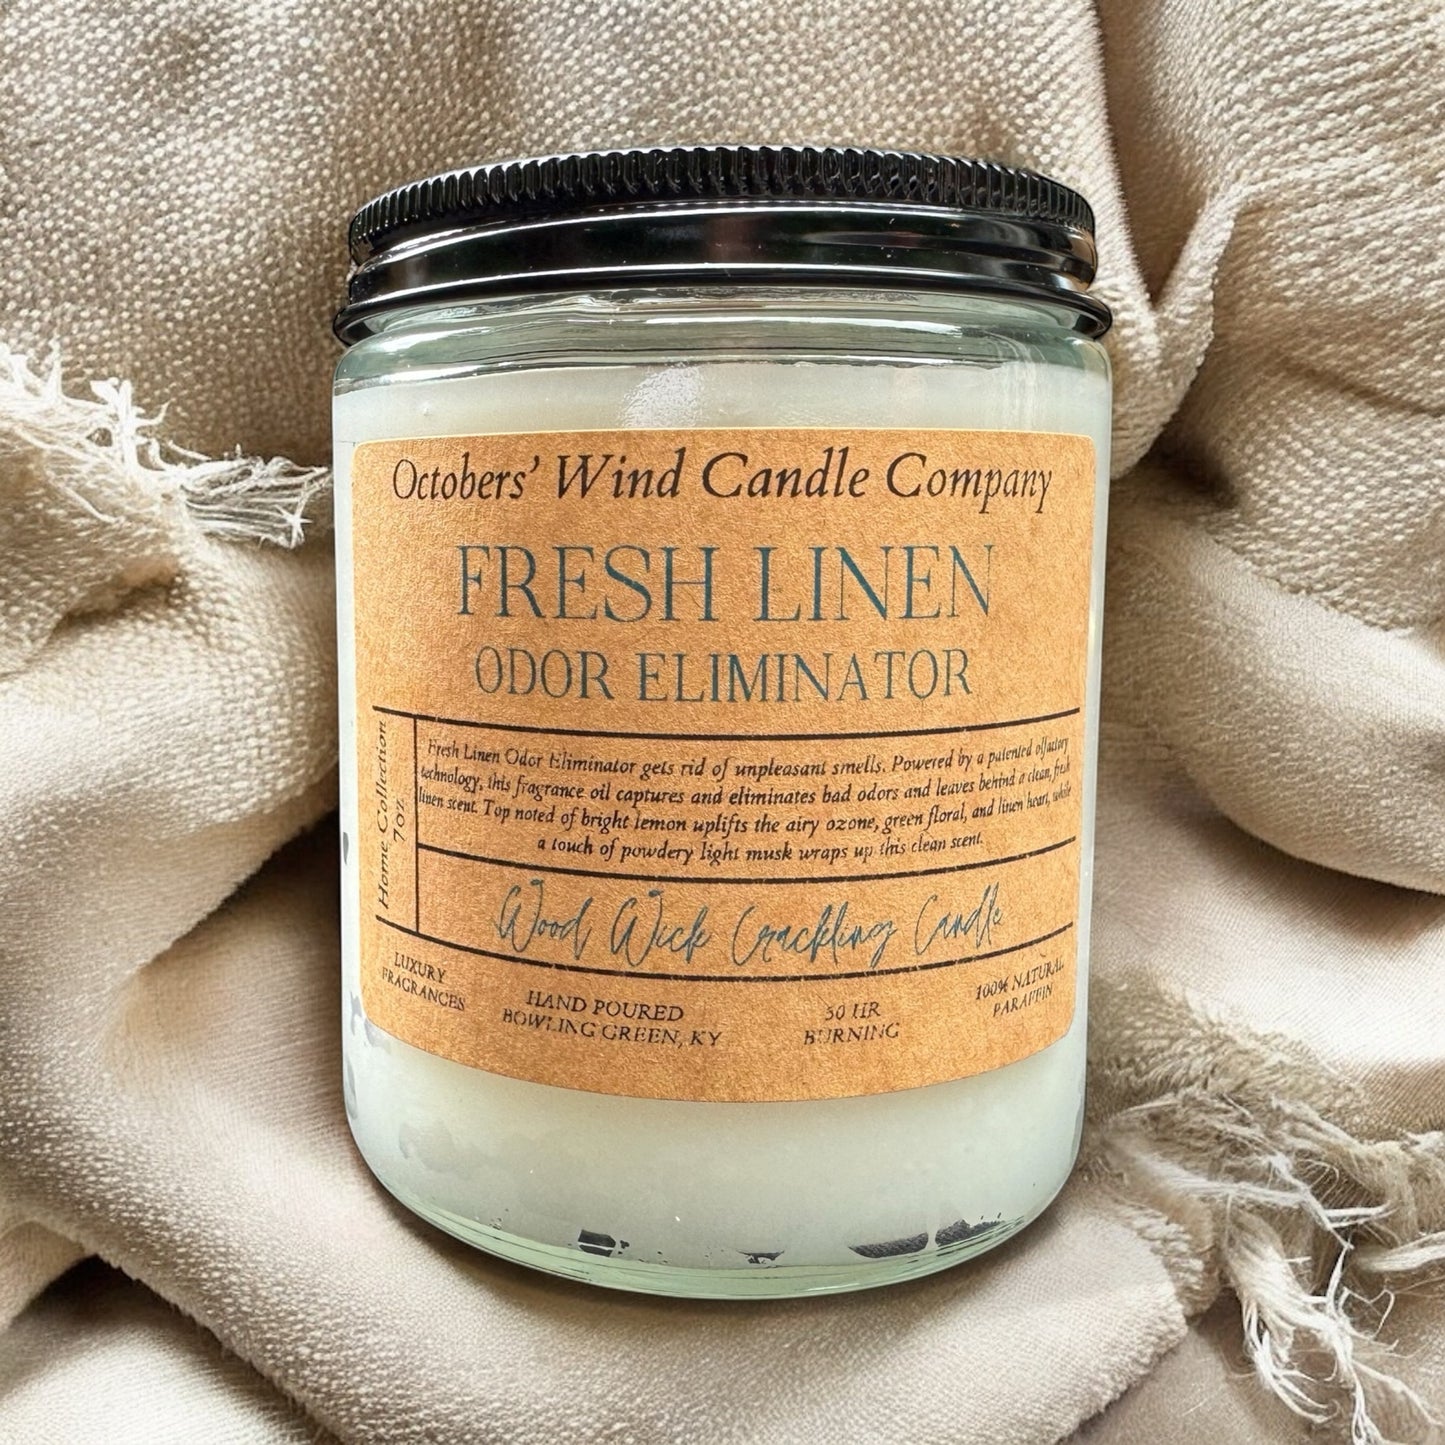 Octobers' Wind Candle Company
FRESH LINEN
ODOR ELIMINATOR
Home Collection
7oz.
Fresh Linen Odor Eliminator gets rid of unpleasant smells. Powered by a patented olfactory
technology, this fragrance oil captures and eliminates bad odors and leaves behind a clean, fresh
linen scent. Top noted of bright lemon uplifts the airy ozone, green floral, and linen heart, while
a touch of powdery light musk wraps up this clean scent.
Wood Wick Crackling Candle
LUXURY
FRAGRANCES
HAND POURED
BOWLING GREEN, KY
50 HR
BURNING
100% NATURAL
PARAFFIN